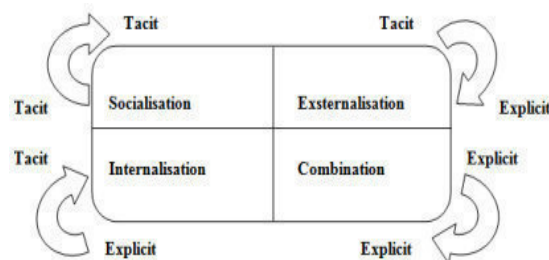 Tacit Tacit
Socialisation Exsternalisation
Tacit Explicit
Tacit Explicit
Internalisation Combination
Explicit Explicit